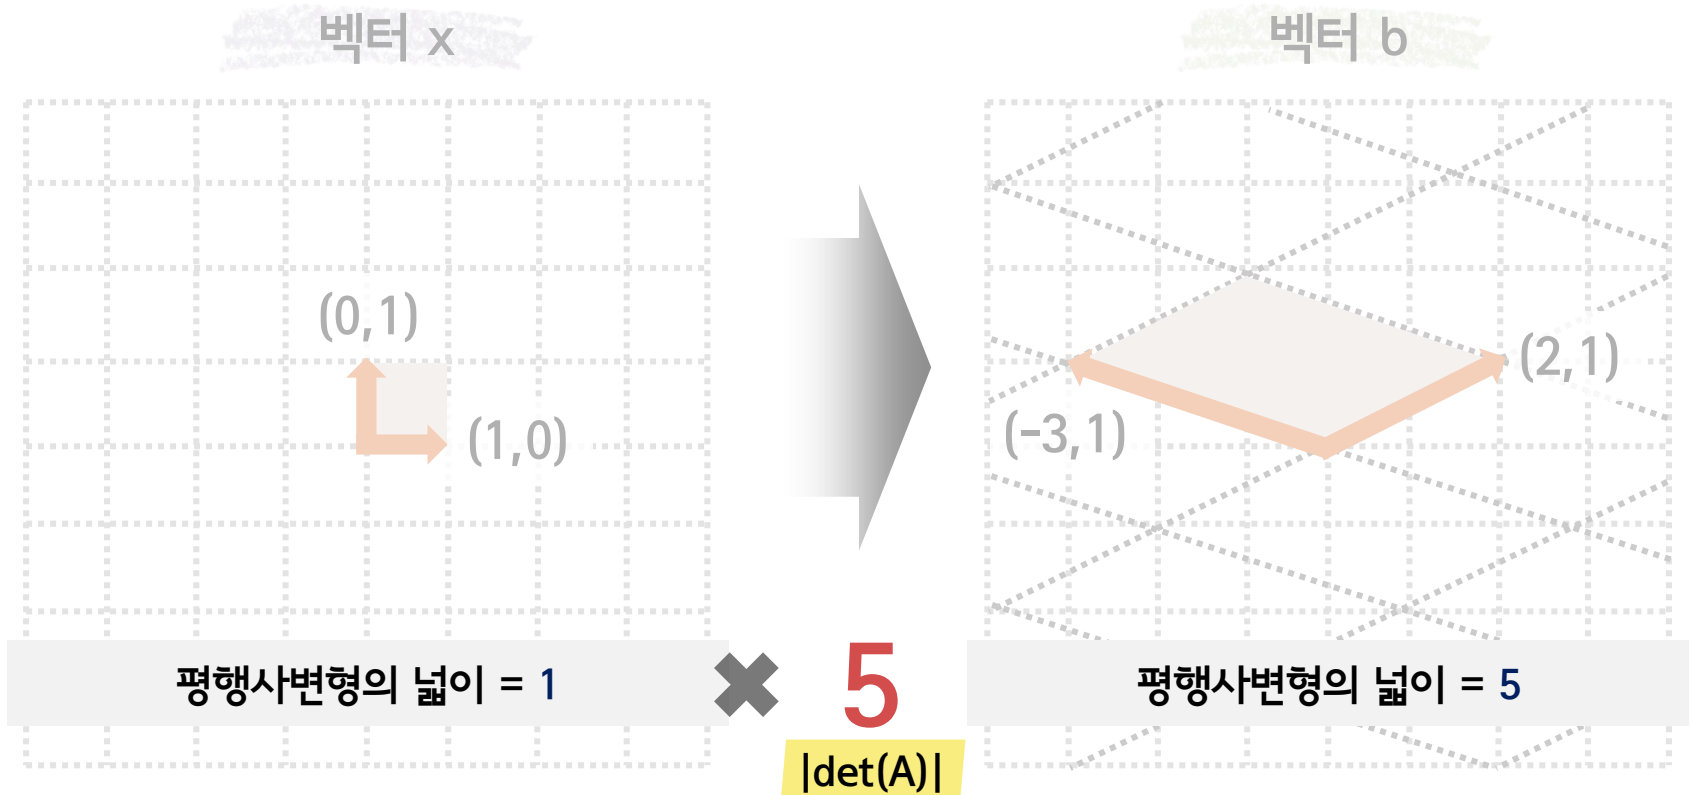 벡터 x
벡터 b
(0,1)
(1,0)
(2,1)
(-3,1)
평행사변형의 넓이 = 1
✖ 5
평행사변형의 넓이 = 5
|det(A)|